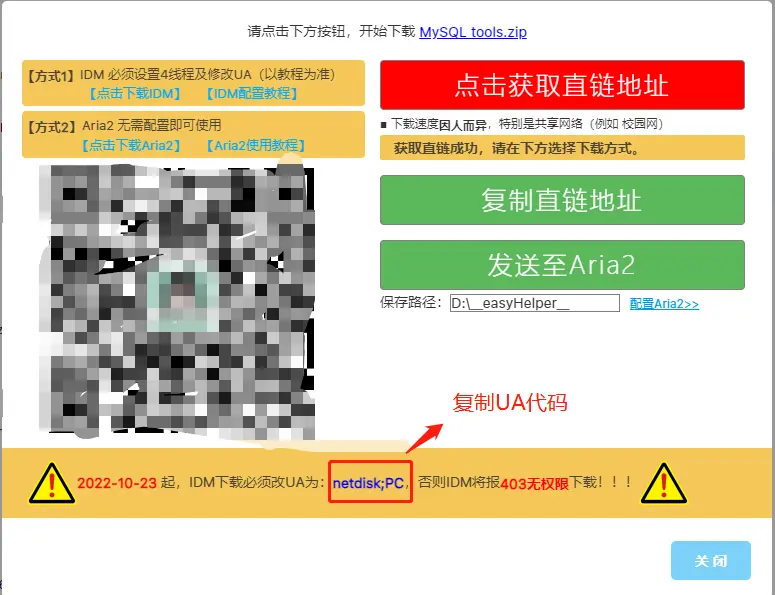 请点击下方按钮，开始下载 MySQL tools.zip
【方式1】IDM 必须设置4线程及修改UA（以教程为准）
【点击下载IDM】 【IDM配置教程】
【方式2】Aria2 无需配置即可使用
【点击下载Aria2】 【Aria2使用教程】
点击获取直链地址
■ 下载速度因人而异，特别是共享网络（例如 校园网）
获取直链成功，请在下方选择下载方式。
复制直链地址
发送至Aria2
保存路径： D:\__easyHelper__ 配置Aria2>>
复制UA代码
2022-10-23 起，IDM下载必须改UA为：netdisk;PC，否则IDM将报403无权限下载！！！
关 闭